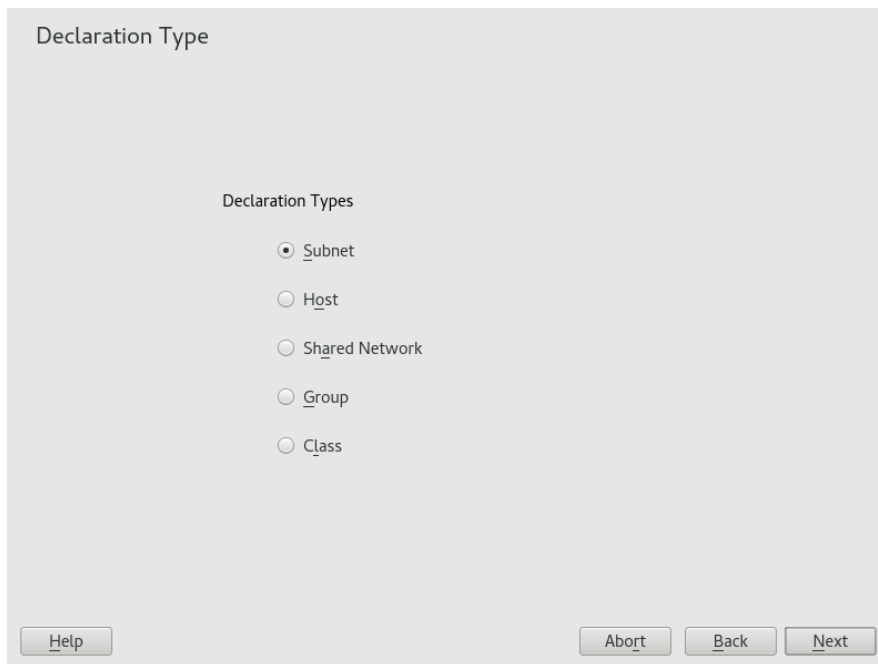 Declaration Type
Declaration Types
Subnet
Host
Shared Network
Group
Class
Help Abort Back Next